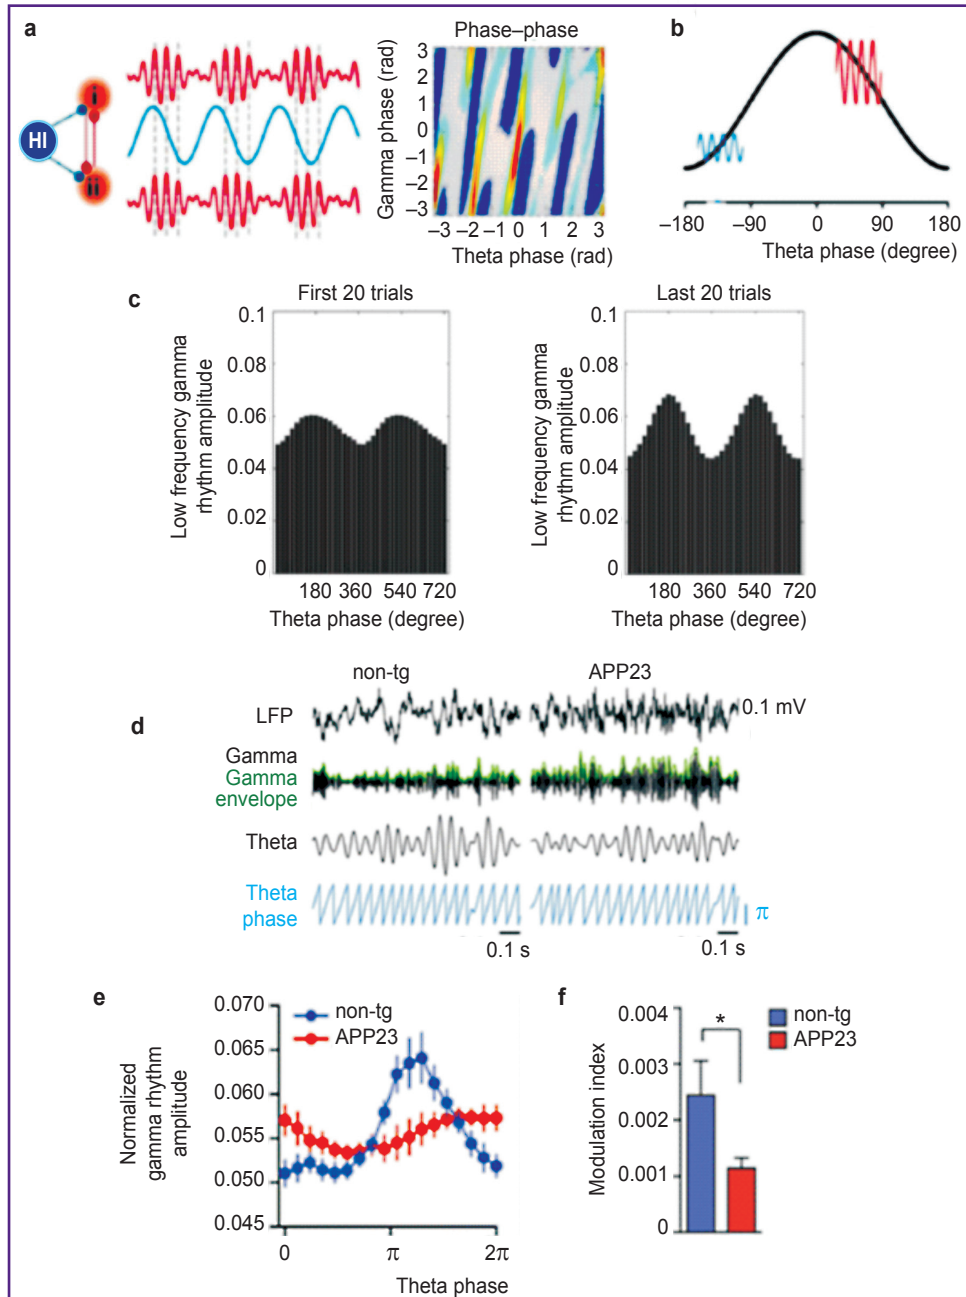 a
HI
i
ii
Phase–phase
Gamma phase (rad)
3
2
1
0
–1
–2
–3
–3 –2 –1 0 1 2 3
Theta phase (rad)
b
–180 –90 0 90 180
Theta phase (degree)
c
First 20 trials
Low frequency gamma
rhythm amplitude
0.1
0.08
0.06
0.04
0.02
0
180 360 540 720
Theta phase (degree)
Last 20 trials
Low frequency gamma
rhythm amplitude
0.1
0.08
0.06
0.04
0.02
0
180 360 540 720
Theta phase (degree)
d
non-tg
APP23
LFP
0.1 mV
Gamma
Gamma
envelope
Theta
Theta
phase
π
0.1 s
0.1 s
e
non-tg
APP23
Normalized
gamma rhythm
amplitude
0.070
0.065
0.060
0.055
0.050
0.045
0 π 2π
Theta phase
f
non-tg
APP23
*
Modulation index
0.004
0.003
0.002
0.001
0